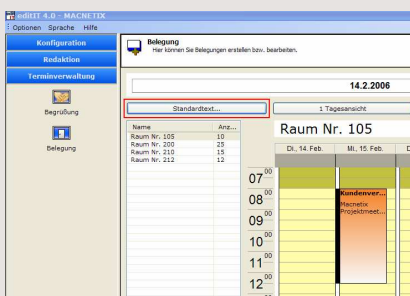 editIT 4.0 - MACNETIX
Optionen Sprache Hilfe
Konfiguration
Redaktion
Terminverwaltung
Begrüßung
Belegung
Belegung
Hier können Sie Belegungen erstellen bzw. bearbeiten.
14.2.2006
Standardtext...
1 Tagesansicht
Name Anz...
Raum Nr. 105 10
Raum Nr. 200 25
Raum Nr. 210 15
Raum Nr. 212 12
Raum Nr. 105
Di., 14. Feb. Mi., 15. Feb. D
07 00
08 00
09 00
10 00
11 00
12 00
Kundenver...
Macnetix
Projektmeet...